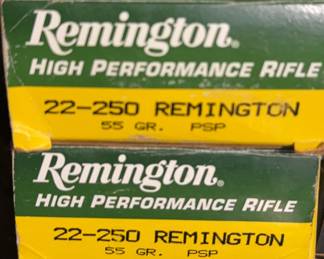 Remington.
HIGH PERFORMANCE RIFLE
22-250 REMINGTON
55 GR. PSP
Remington.
HIGH PERFORMANCE RIFLE
22-250 REMINGTON
55 GR. PSP